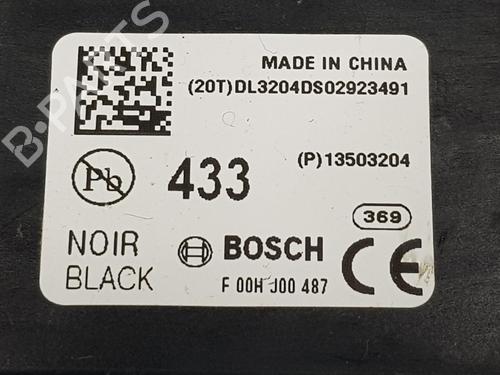 MADE IN CHINA
(20T)DL3204DS02923491
Pb
433
(P)13503204
369
NOIR
BLACK
BOSCH
F 00H J00 487
CE
B-PARTS